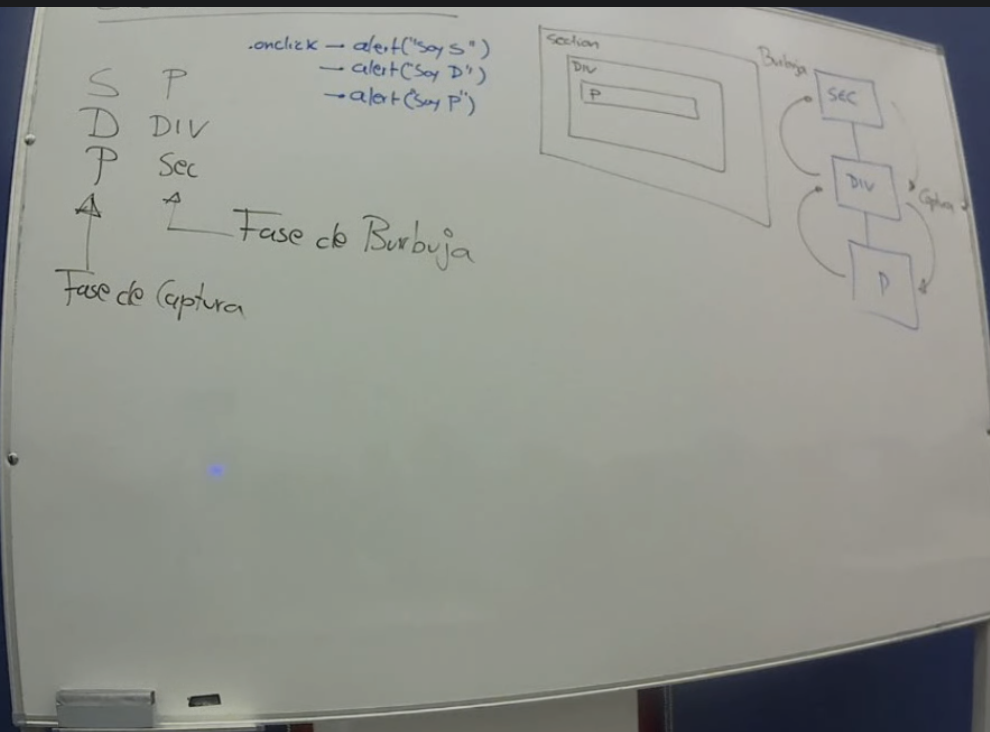 .onclick → alert("Soy S")
→ alert("Soy D")
→ alert("Soy P")
S P
D DIV
P Sec
Fase de Burbuja
Fase de Captura
Section
DIV
P
Burbuja
SEC
DIV
Captura
P